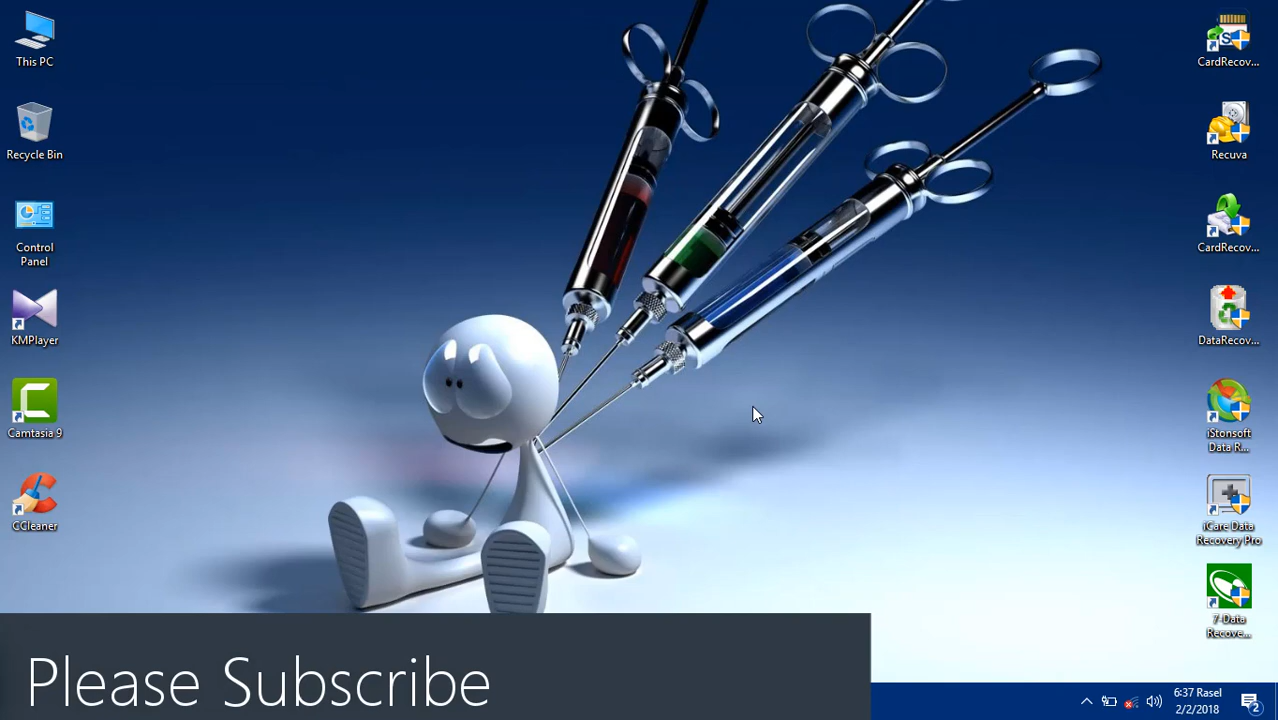 This PC
Recycle Bin
Control
Panel
KMPlayer
Camtasia 9
CCleaner
CardRecov...
Recuva
CardRecov...
DataRecov...
iStonsoft
Data R...
iCare Data
Recovery Pro
7-Data
Recove...
Please Subscribe
6:37 Rasel
2/2/2018
2